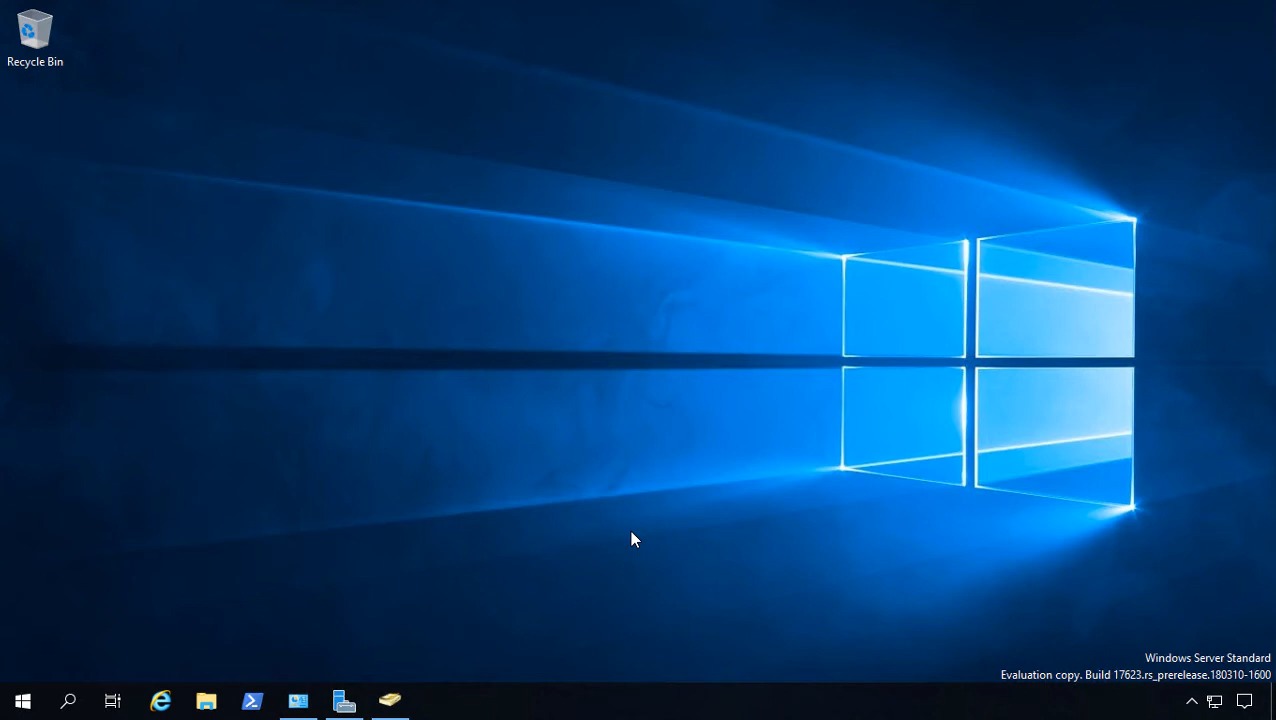 Recycle Bin
Windows Server Standard
Evaluation copy. Build 17623.rs_prerelease.180310-1600